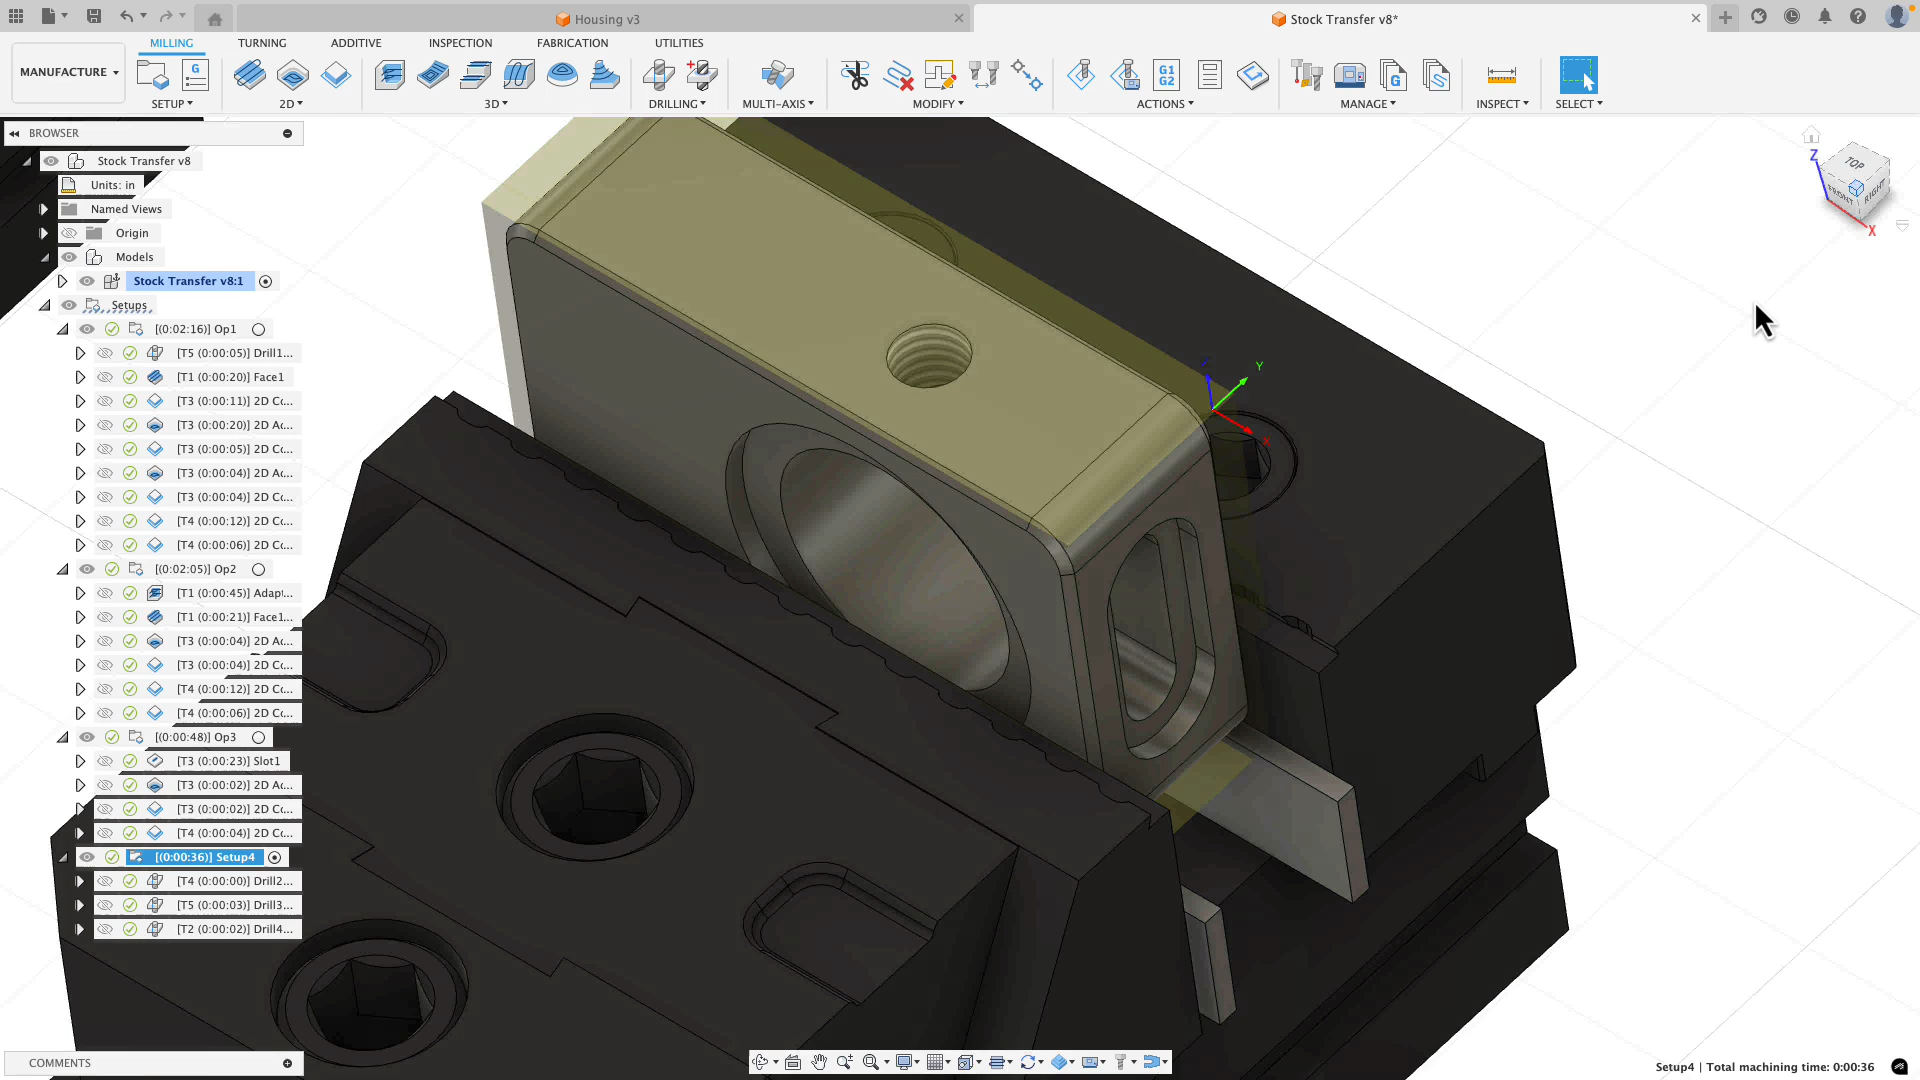 Housing v3
Stock Transfer v8*
MANUFACTURE
MILLING
TURNING
ADDITIVE
INSPECTION
FABRICATION
UTILITIES
SETUP
2D
3D
DRILLING
MULTI-AXIS
MODIFY
ACTIONS
MANAGE
INSPECT
SELECT
G
G1
G2
G
BROWSER
Stock Transfer v8
Units: in
Named Views
Origin
Models
Stock Transfer v8:1
Setups
[(0:02:16)] Op1
[T5 (0:00:05)] Drill1...
[T1 (0:00:20)] Face1
[T3 (0:00:11)] 2D Co...
[T3 (0:00:20)] 2D Ad...
[T3 (0:00:05)] 2D Co...
[T3 (0:00:04)] 2D Ad...
[T3 (0:00:04)] 2D Co...
[T4 (0:00:12)] 2D Co...
[T4 (0:00:06)] 2D Co...
[(0:02:05)] Op2
[T1 (0:00:45)] Adapt...
[T1 (0:00:21)] Face1...
[T3 (0:00:04)] 2D Ad...
[T3 (0:00:04)] 2D Co...
[T4 (0:00:12)] 2D Co...
[T4 (0:00:06)] 2D Co...
[(0:00:48)] Op3
[T3 (0:00:23)] Slot1
[T3 (0:00:02)] 2D Ad...
[T3 (0:00:02)] 2D Co...
[T4 (0:00:04)] 2D Co...
[(0:00:36)] Setup4
[T4 (0:00:00)] Drill2...
[T5 (0:00:03)] Drill3...
[T2 (0:00:02)] Drill4...
Z
TOP
FRONT
RIGHT
X
Z
Y
X
COMMENTS
Setup4 | Total machining time: 0:00:36